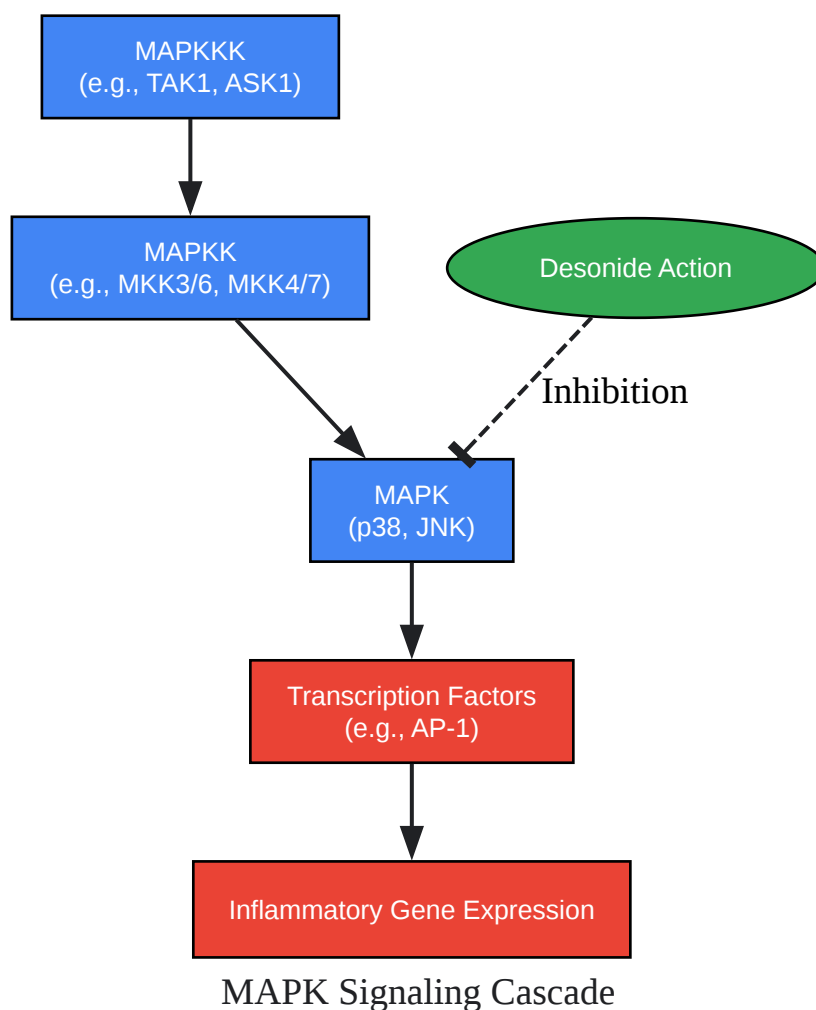 MAPKKK
(e.g., TAK1, ASK1)
MAPKK
(e.g., MKK3/6, MKK4/7)
Desonide Action
Inhibition
MAPK
(p38, JNK)
Transcription Factors
(e.g., AP-1)
Inflammatory Gene Expression
MAPK Signaling Cascade